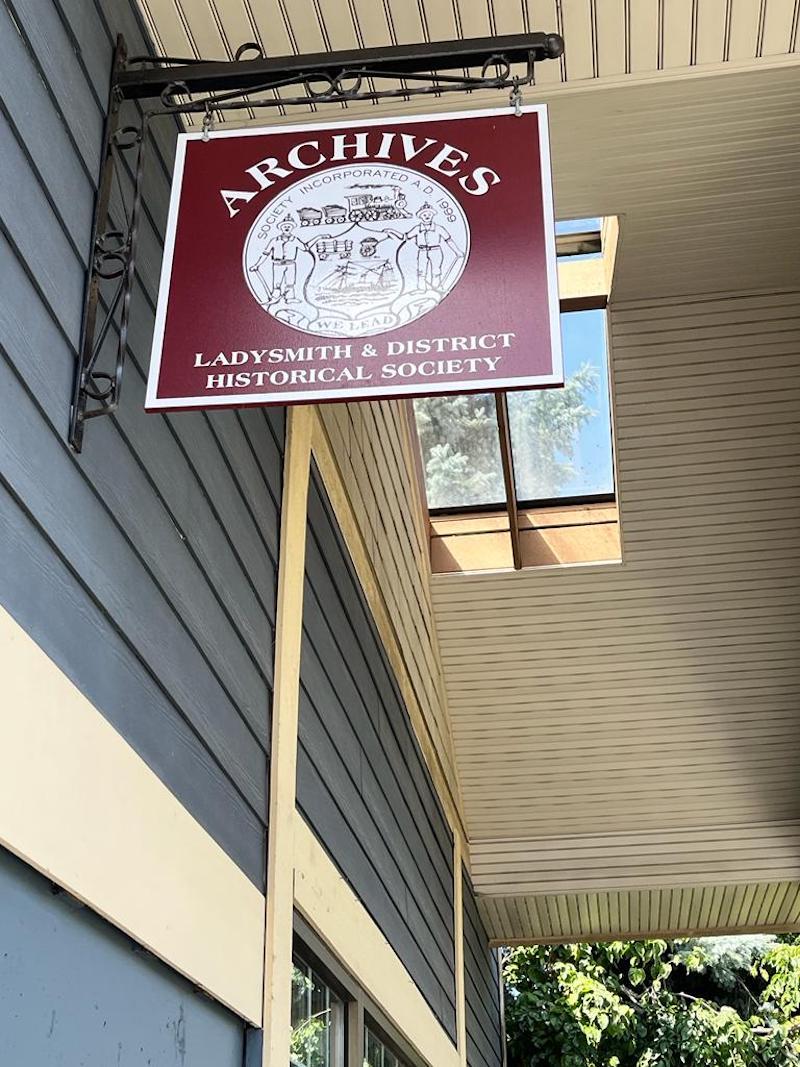 ARCHIVES
SOCIETY INCORPORATED A.D. 1999
WE LEAD
LADYSMITH & DISTRICT
HISTORICAL SOCIETY